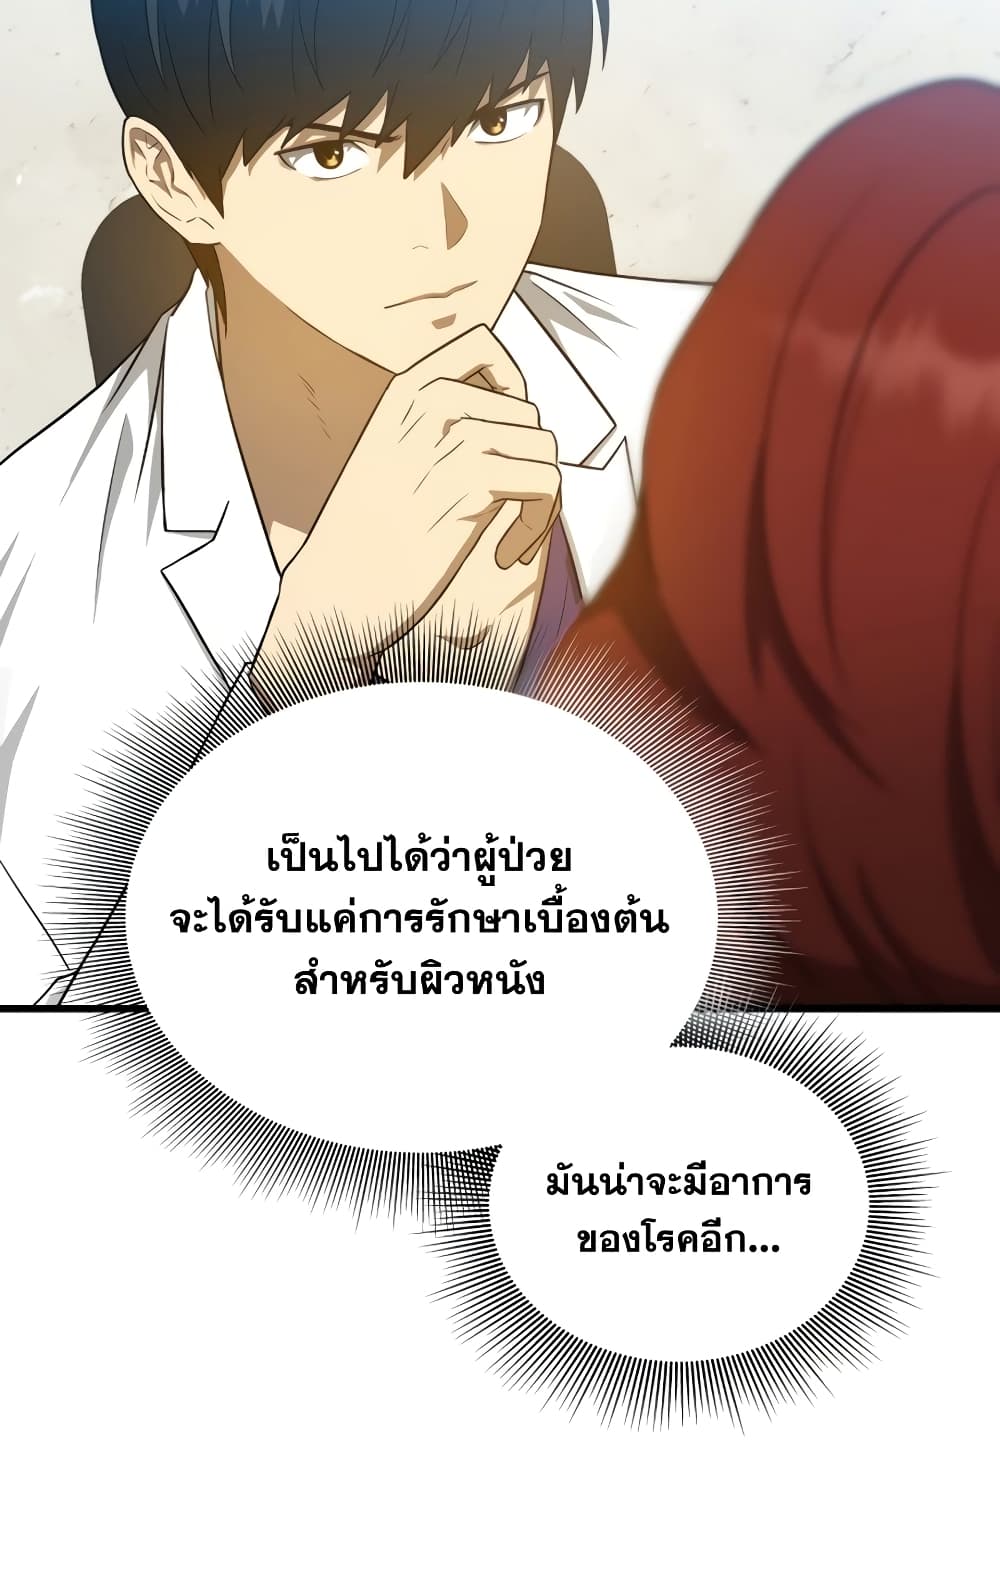 เป็นไปได้ว่าผู้ป่วย
จะได้รับแค่การรักษาเบื้องต้น
สำหรับผิวหนัง
มันน่าจะมีอาการ
ของโรคอีก...